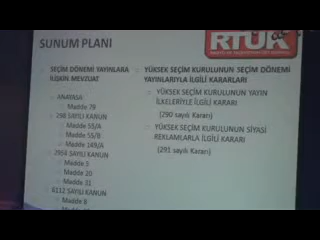 SUNUM PLANI
RTÜK
SEÇİM DÖNEMİ YAYINLARA
İLİŞKİN MEVZUAT
ANAYASA
Madde 79
298 SAYILI KANUN
Madde 55/A
Madde 55/B
Madde 149/A
2954 SAYILI KANUN
Madde 5
Madde 20
Madde 21
6112 SAYILI KANUN
Madde 8
YÜKSEK SEÇİM KURULUNUN SEÇİM DÖNEMİ
YAYINLARIYLA İLGİLİ KARARLARI
YÜKSEK SEÇİM KURULUNUN YAYIN
İLKELERİYLE İLGİLİ KARARI
(290 sayılı Kararı)
YÜKSEK SEÇİM KURULUNUN SİYASİ
REKLAMLARLA İLGİLİ KARARI
(291 sayılı Kararı)